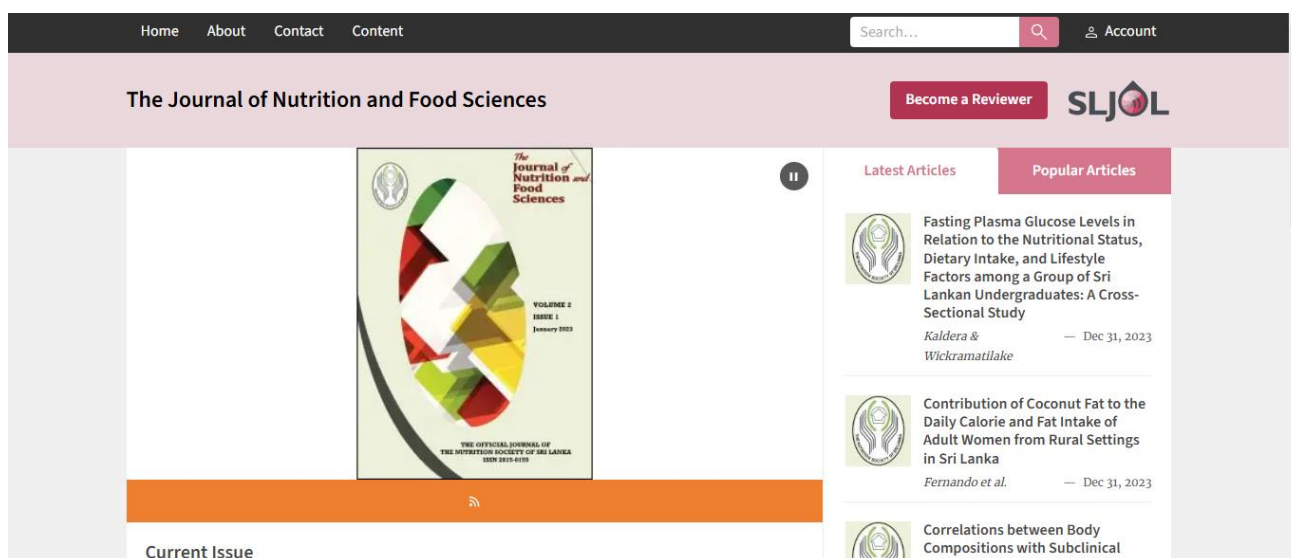 Home About Contact Content
Search...
Account
The Journal of Nutrition and Food Sciences
Become a Reviewer
SLJOL
The
Journal of
Nutrition and
Food
Sciences
VOLUME 2
ISSUE 1
January 2023
THE OFFICIAL JOURNAL OF
THE NUTRITION SOCIETY OF SRI LANKA
Latest Articles
Popular Articles
Fasting Plasma Glucose Levels in
Relation to the Nutritional Status,
Dietary Intake, and Lifestyle
Factors among a Group of Sri
Lankan Undergraduates: A Cross-
Sectional Study
Kaldera &
Wickramatilake
— Dec 31, 2023
Contribution of Coconut Fat to the
Daily Calorie and Fat Intake of
Adult Women from Rural Settings
in Sri Lanka
Fernando et al.
— Dec 31, 2023
Correlations between Body
Compositions with Subclinical
Current Issue